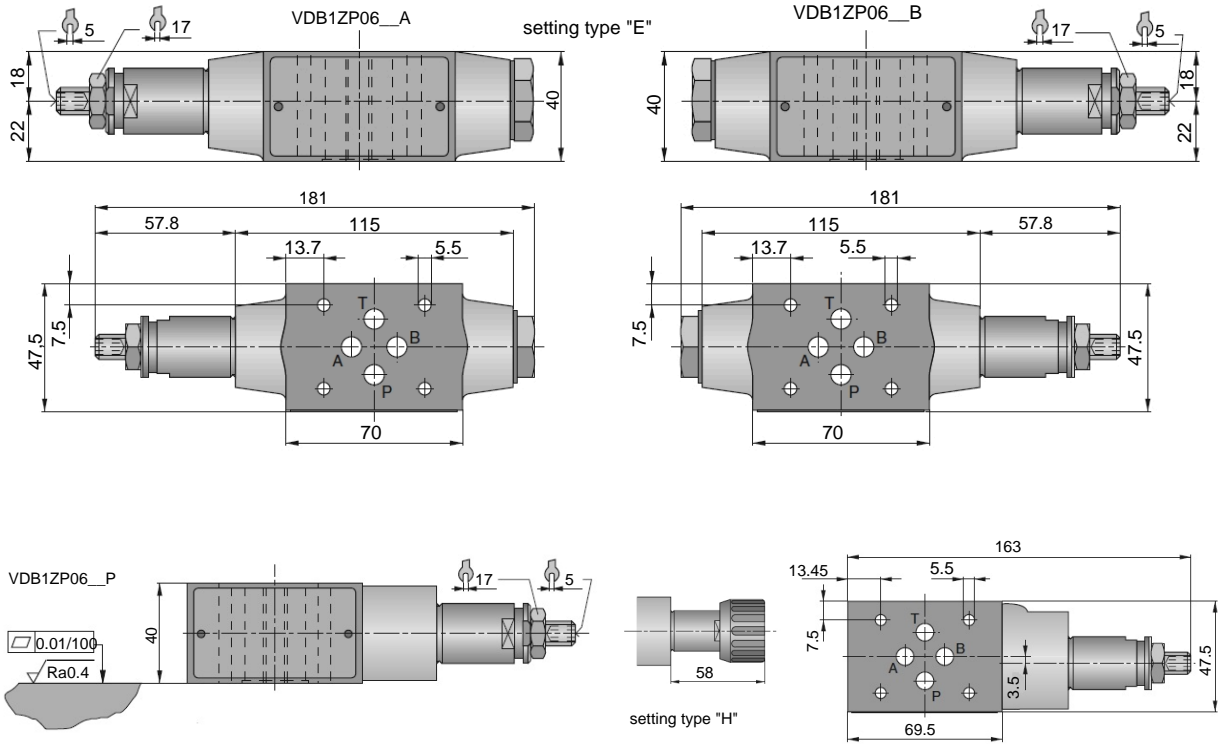 VDB1ZP06__A
setting type "E"
VDB1ZP06__B
5
17
17
5
18
22
40
40
18
22
181
57.8
115
13.7
5.5
7.5
47,5
T
A
B
P
70
181
115
57.8
13.7
5.5
7.5
47.5
T
A
B
P
70
VDB1ZP06__P
0.01/100
Ra0.4
40
17
5
58
setting type "H"
163
13.45
5.5
7.5
T
A
B
P
3.5
47.5
69.5